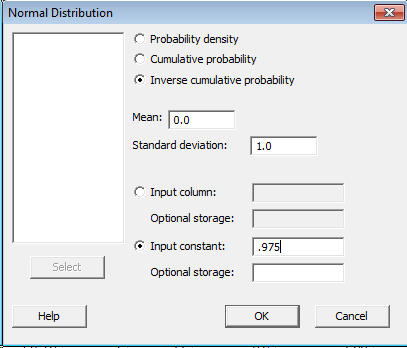 Normal Distribution
Probability density
Cumulative probability
Inverse cumulative probability
Mean: 0.0
Standard deviation: 1.0
Input column:
Optional storage:
Input constant: .975
Optional storage:
Select
Help OK Cancel